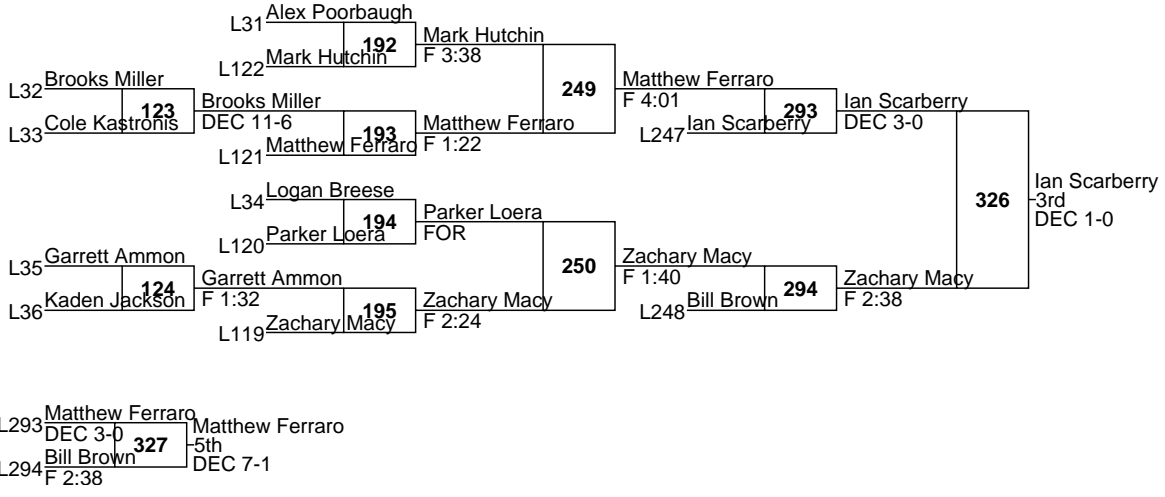 L31 Alex Poorbaugh
192
Mark Hutchin
F 3:38
L122 Mark Hutchin
L32 Brooks Miller
123
Brooks Miller
DEC 11-6
L33 Cole Kastronis
193
Matthew Ferraro
F 1:22
L121 Matthew Ferraro
249
Matthew Ferraro
F 4:01
293
L247 Ian Scarberry
Ian Scarberry
DEC 3-0
L34 Logan Breese
194
Parker Loera
FOR
L120 Parker Loera
L35 Garrett Ammon
124
Garrett Ammon
F 1:32
L36 Kaden Jackson
195
Zachary Macy
F 2:24
L119 Zachary Macy
250
Zachary Macy
F 1:40
294
L248 Bill Brown
Zachary Macy
F 2:38
326
Ian Scarberry
3rd
DEC 1-0
L293 Matthew Ferraro
DEC 3-0
327
L294 Bill Brown
F 2:38
Matthew Ferraro
5th
DEC 7-1